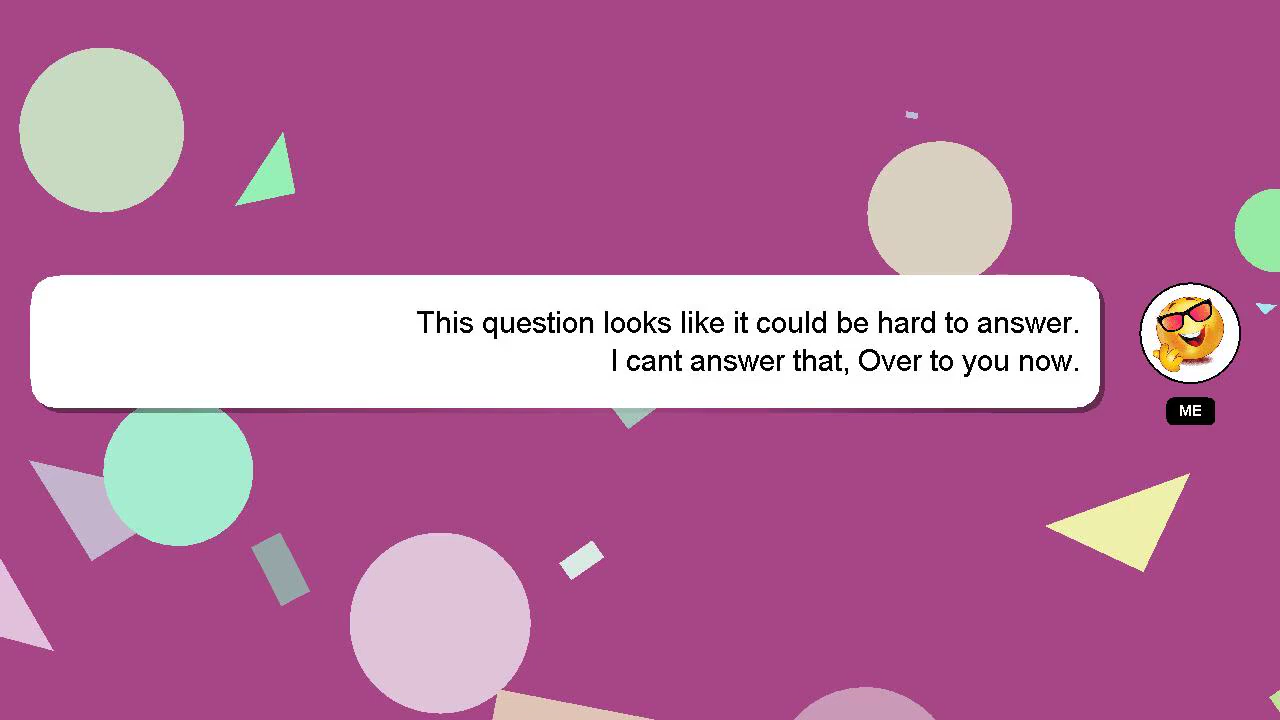 This question looks like it could be hard to answer.
I cant answer that, Over to you now.
ME